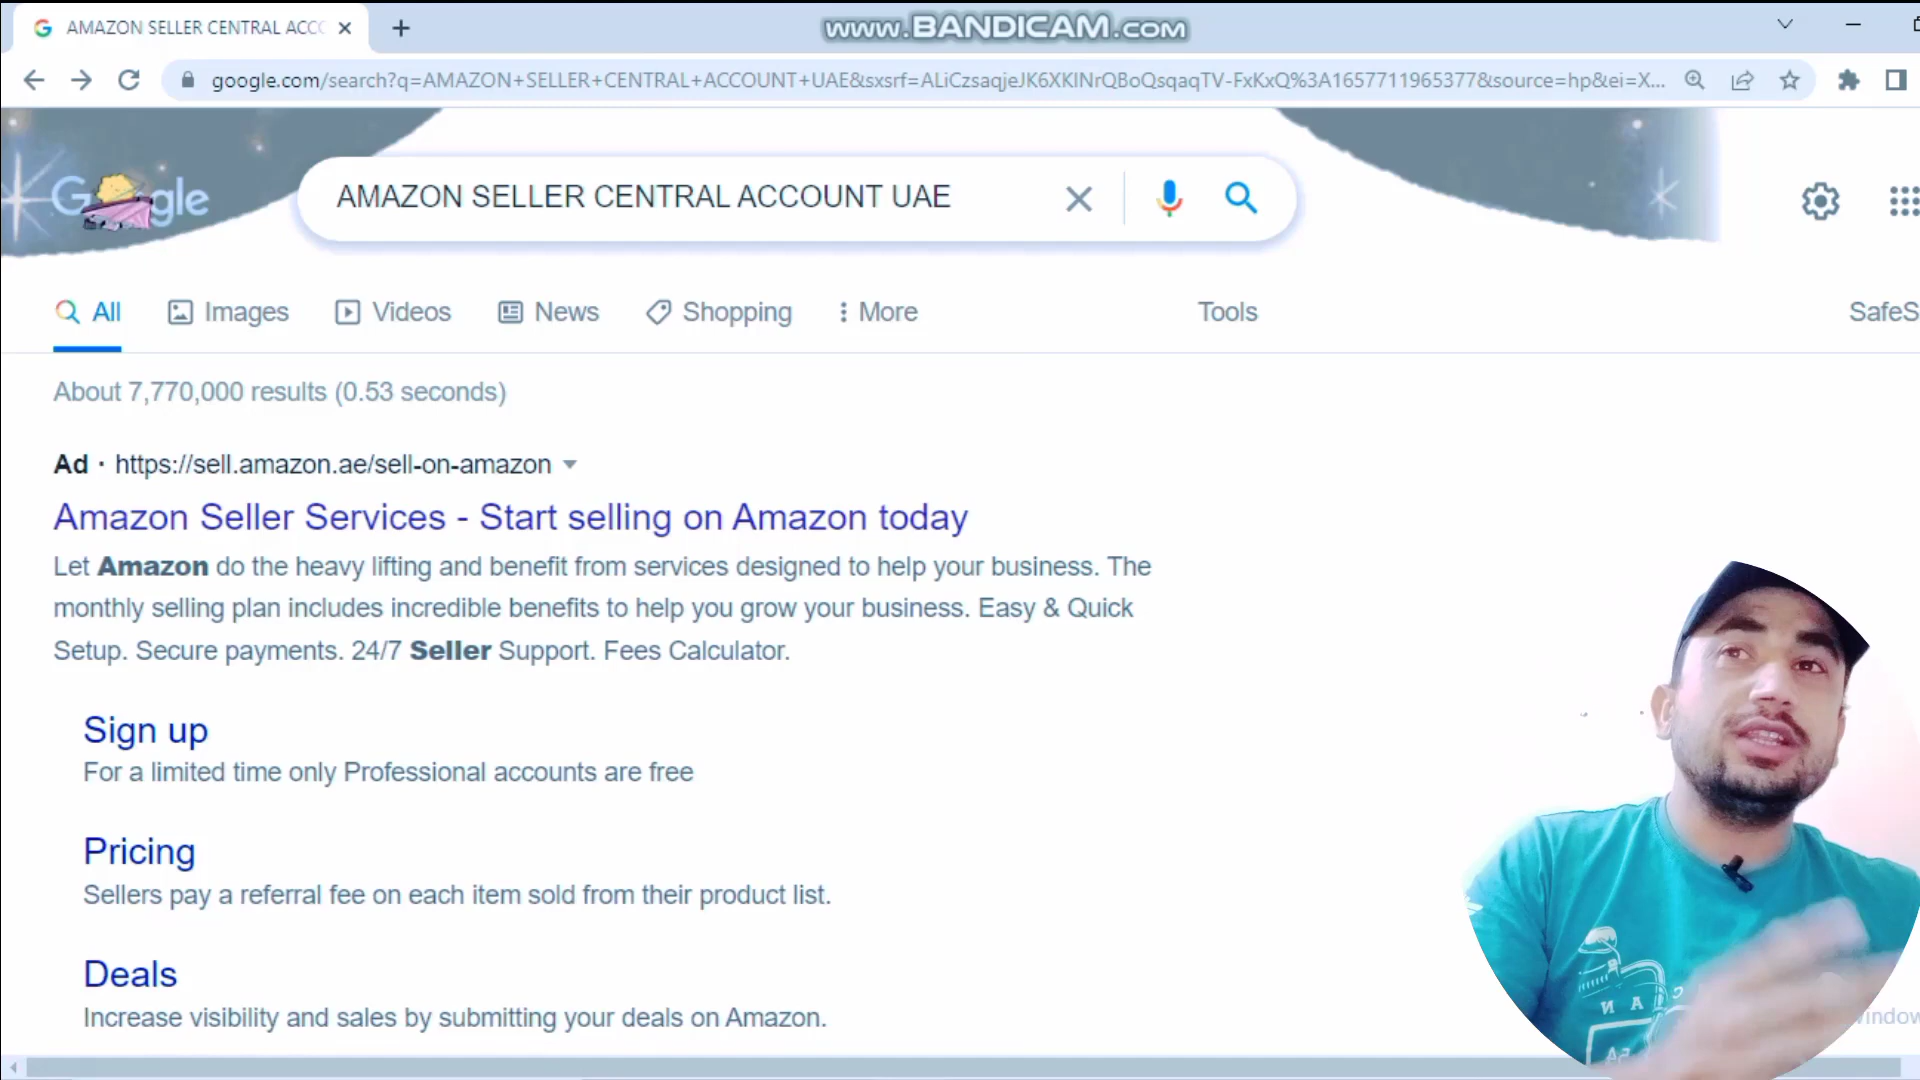 AMAZON SELLER CENTRAL ACCO
www.BANDICAM.com
google.com/search?q=AMAZON+SELLER+CENTRAL+ACCOUNT+UAE&sxsrf=ALiCzsaqjeJK6XKINrQBoQsqaqTV-FxKxQ%3A1657711965377&source=hp&ei=X...
Google
AMAZON SELLER CENTRAL ACCOUNT UAE
All Images Videos News Shopping More Tools SafeS
About 7,770,000 results (0.53 seconds)
Ad · https://sell.amazon.ae/sell-on-amazon
Amazon Seller Services - Start selling on Amazon today
Let Amazon do the heavy lifting and benefit from services designed to help your business. The
monthly selling plan includes incredible benefits to help you grow your business. Easy & Quick
Setup. Secure payments. 24/7 Seller Support. Fees Calculator.
Sign up
For a limited time only Professional accounts are free
Pricing
Sellers pay a referral fee on each item sold from their product list.
Deals
Increase visibility and sales by submitting your deals on Amazon.